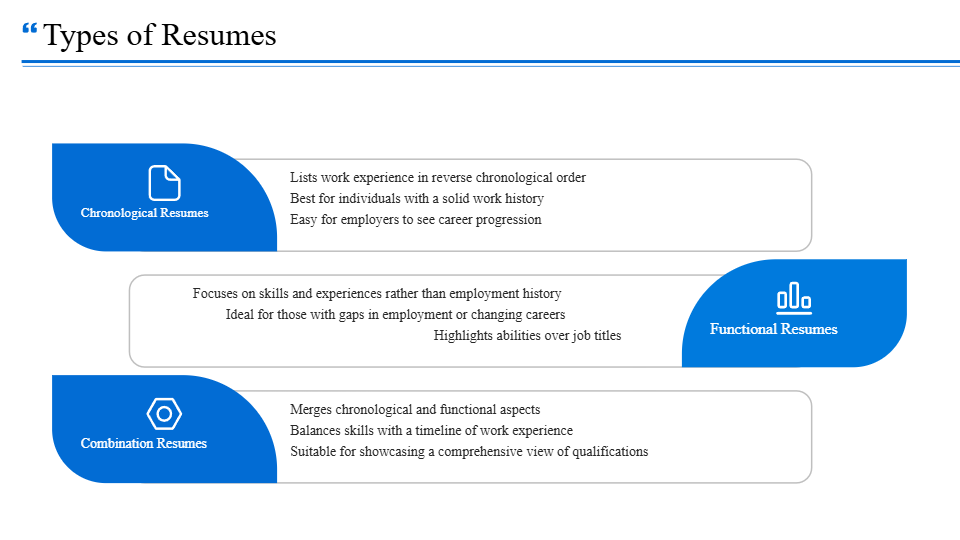 “ Types of Resumes
Chronological Resumes
Lists work experience in reverse chronological order
Best for individuals with a solid work history
Easy for employers to see career progression
Focuses on skills and experiences rather than employment history
Ideal for those with gaps in employment or changing careers
Highlights abilities over job titles
Functional Resumes
Combination Resumes
Merges chronological and functional aspects
Balances skills with a timeline of work experience
Suitable for showcasing a comprehensive view of qualifications